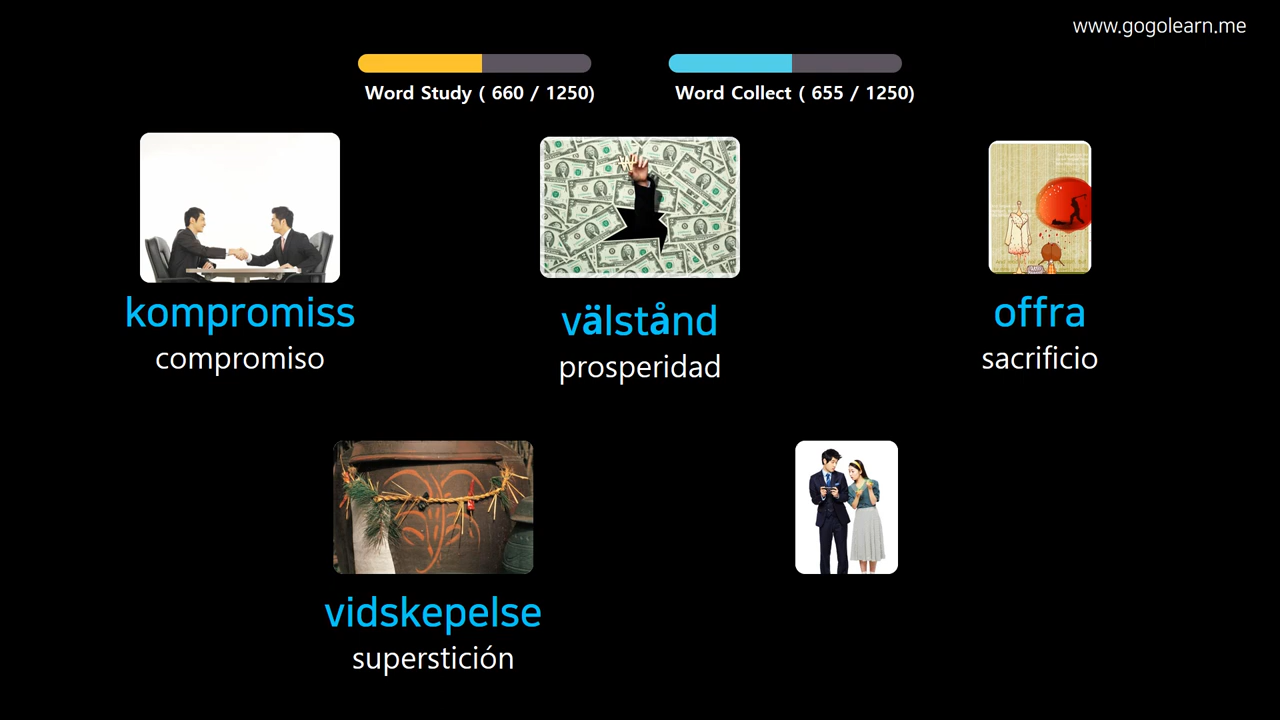 www.gogolearn.me
Word Study ( 660 / 1250)
Word Collect ( 655 / 1250)
kompromiss
compromiso
välstånd
prosperidad
offra
sacrificio
vidskepelse
superstición